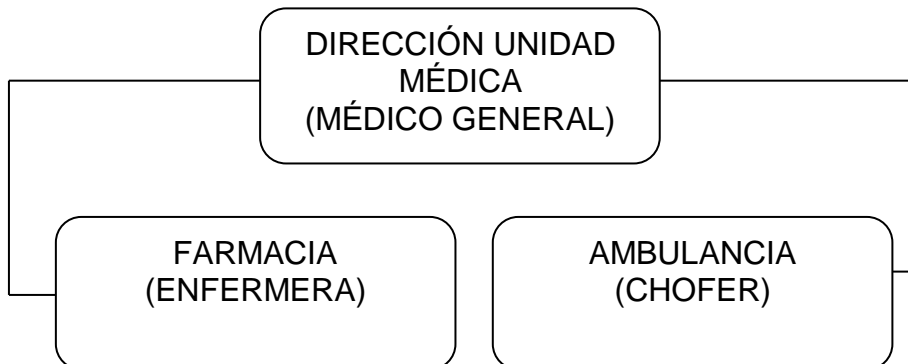 DIRECCIÓN UNIDAD
MÉDICA
(MÉDICO GENERAL)
FARMACIA
(ENFERMERA)
AMBULANCIA
(CHOFER)